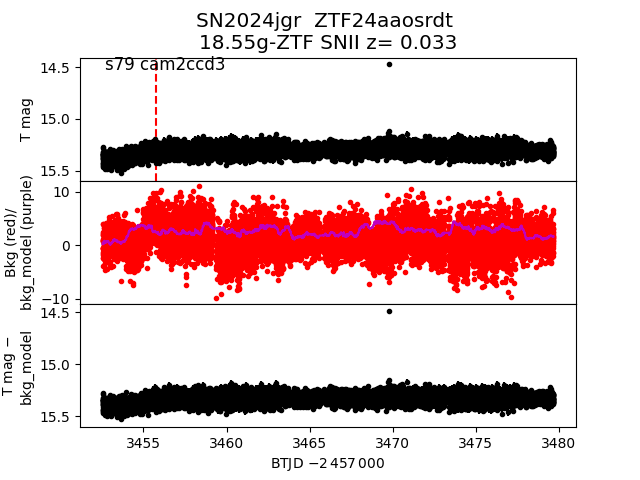 SN2024jgr ZTF24aaosrdt
18.55g-ZTF SNII z= 0.033
s79 cam2ccd3
14.5
15.0
15.5
T mag
10
0
−10
Bkg (red)/
bkg_model (purple)
14.5
15.0
15.5
T mag −
bkg_model
3455 3460 3465 3470 3475 3480
BTJD −2 457 000